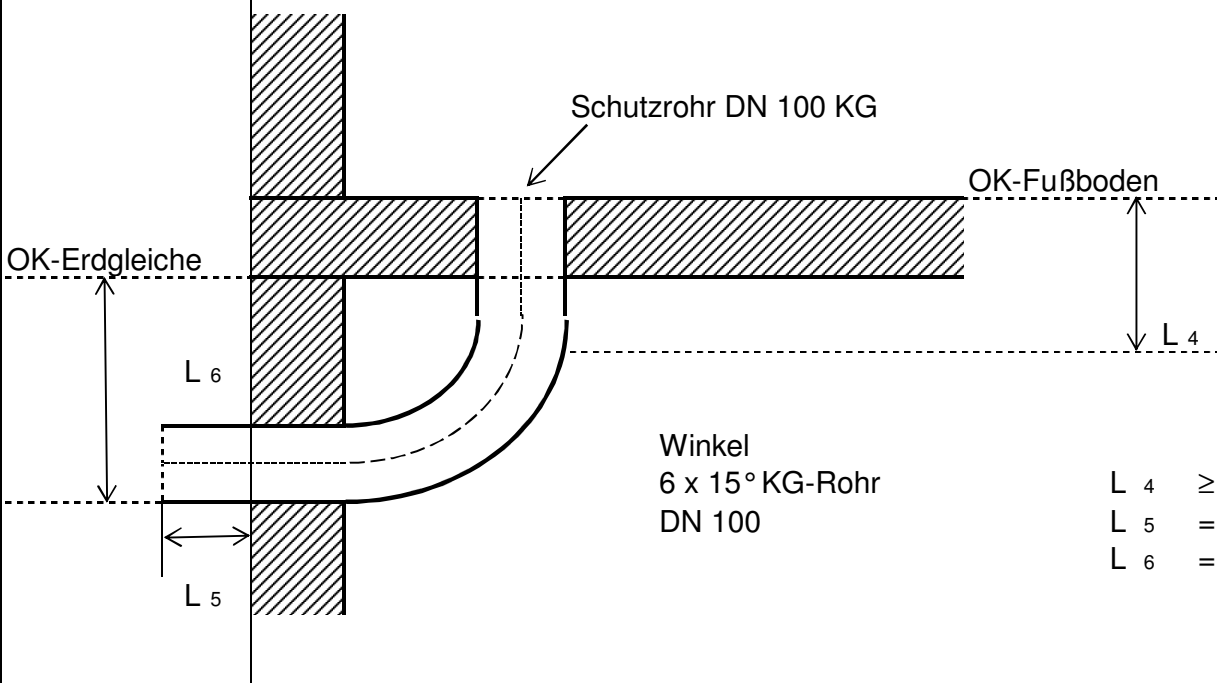 Schutzrohr DN 100 KG
OK-Fußboden
OK-Erdgleiche
L 4
L 6
Winkel
6 x 15° KG-Rohr
DN 100
L 4 ≥
L 5 =
L 6 =
L 5